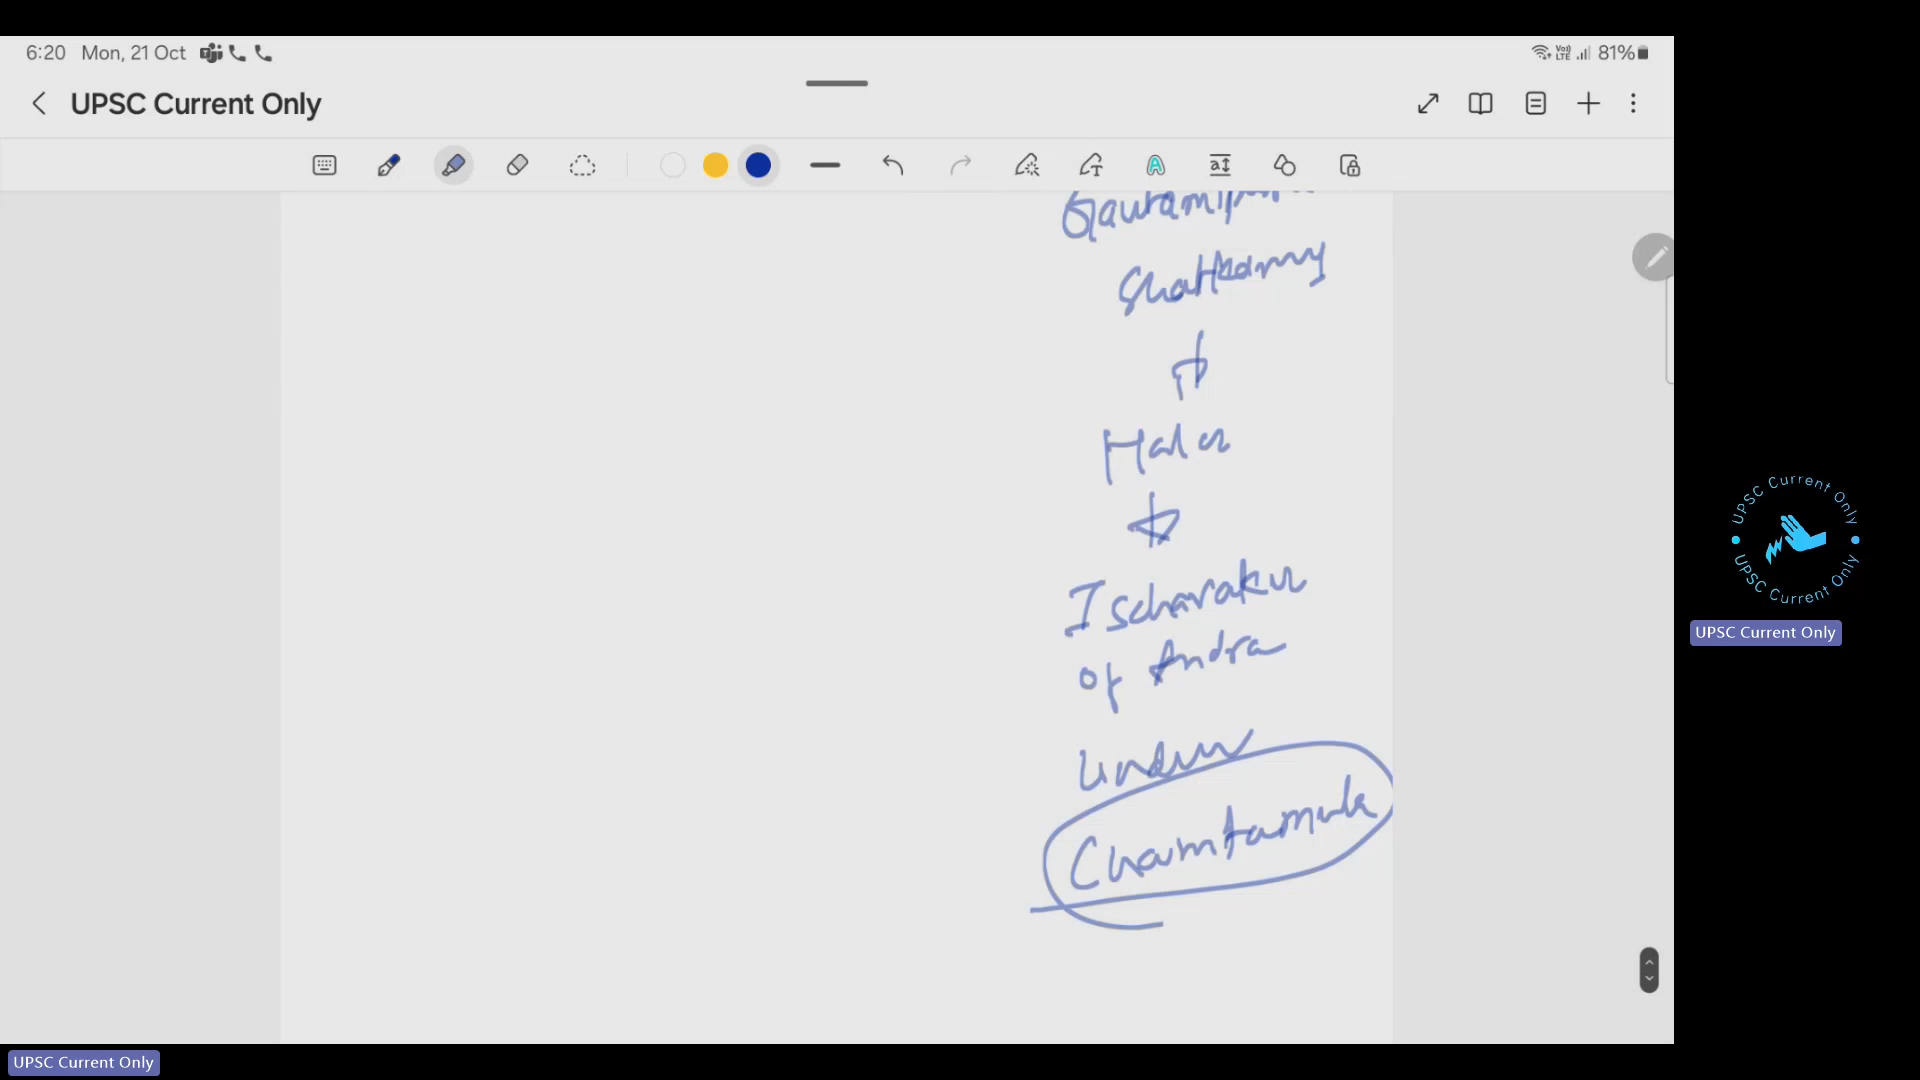 6:20 Mon, 21 Oct 81%
UPSC Current Only
Shatkarny
Hala
Ischavaku
of Andra
Under
Chamtamula
UPSC Current Only
UPSC Current Only
UPSC Current Only
UPSC Current Only